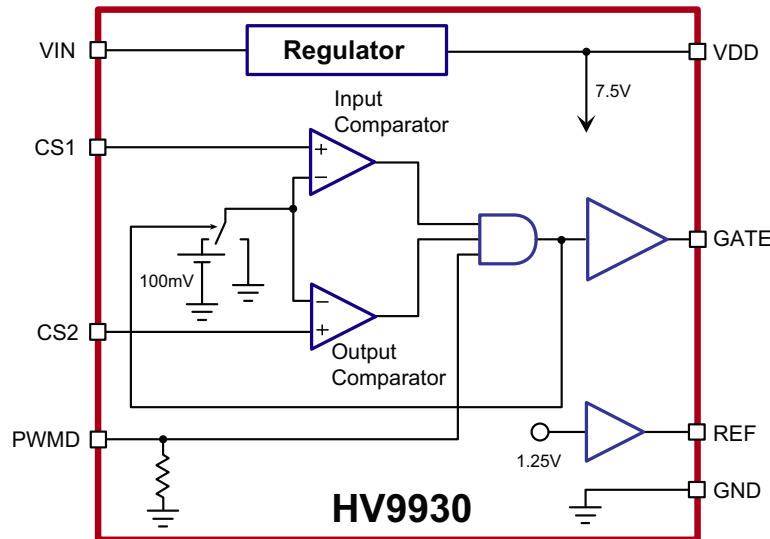 VIN
Regulator
VDD
7.5V
Input
Comparator
CS1
+
−
GATE
100mV
−
+
CS2
Output
Comparator
PWMD
1.25V
REF
GND
HV9930